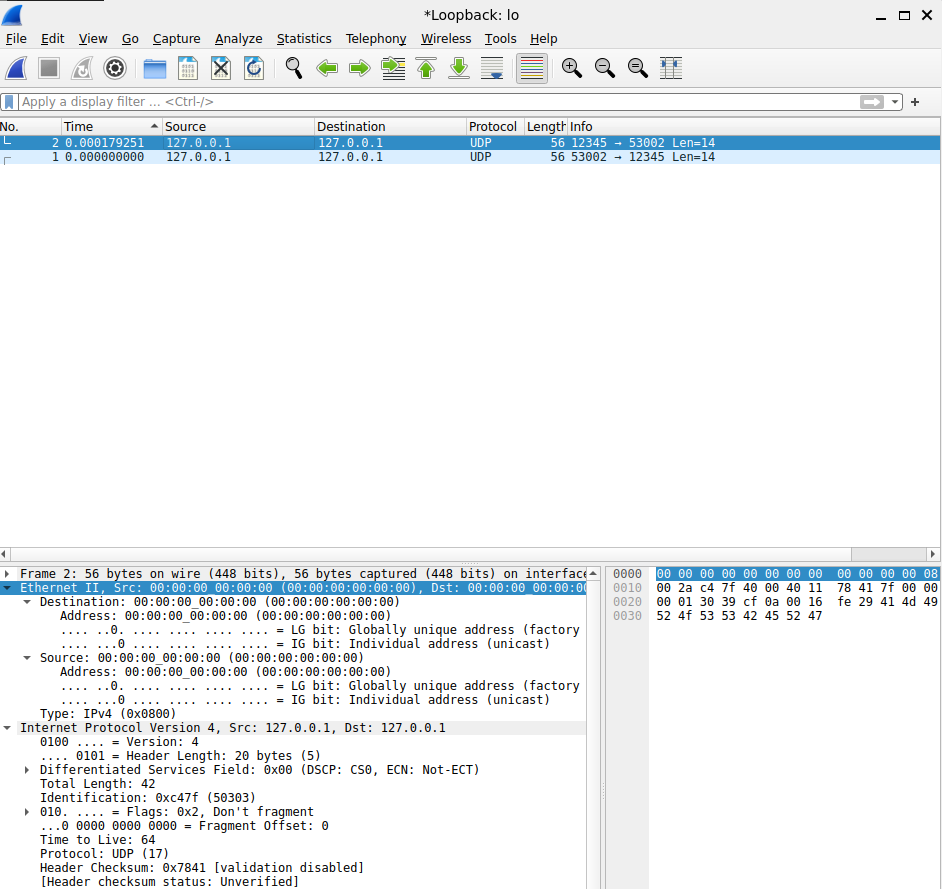 *Loopback: lo
File Edit View Go Capture Analyze Statistics Telephony Wireless Tools Help
Apply a display filter ... <Ctrl-/>
No. Time Source Destination Protocol Length Info
2 0.000179251 127.0.0.1 127.0.0.1 UDP 56 12345 → 53002 Len=14
1 0.000000000 127.0.0.1 127.0.0.1 UDP 56 53002 → 12345 Len=14
Frame 2: 56 bytes on wire (448 bits), 56 bytes captured (448 bits) on interface
Ethernet II, Src: 00:00:00_00:00:00 (00:00:00:00:00:00), Dst: 00:00:00_00:00:00
Destination: 00:00:00_00:00:00 (00:00:00:00:00:00)
Address: 00:00:00_00:00:00 (00:00:00:00:00:00)
.... ..0. .... .... .... .... = LG bit: Globally unique address (factory
.... ...0 .... .... .... .... = IG bit: Individual address (unicast)
Source: 00:00:00_00:00:00 (00:00:00:00:00:00)
Address: 00:00:00_00:00:00 (00:00:00:00:00:00)
.... ..0. .... .... .... .... = LG bit: Globally unique address (factory
.... ...0 .... .... .... .... = IG bit: Individual address (unicast)
Type: IPv4 (0x0800)
Internet Protocol Version 4, Src: 127.0.0.1, Dst: 127.0.0.1
0100 .... = Version: 4
.... 0101 = Header Length: 20 bytes (5)
Differentiated Services Field: 0x00 (DSCP: CS0, ECN: Not-ECT)
Total Length: 42
Identification: 0xc47f (50303)
010. .... = Flags: 0x2, Don't fragment
...0 0000 0000 0000 = Fragment Offset: 0
Time to Live: 64
Protocol: UDP (17)
Header Checksum: 0x7841 [validation disabled]
[Header checksum status: Unverified]
0000 00 00 00 00 00 00 00 00 00 00 00 00 08
0010 00 2a c4 7f 40 00 40 11 78 41 7f 00 00
0020 00 01 30 39 cf 0a 00 16 fe 29 41 4d 49
0030 52 4f 53 53 42 45 52 47